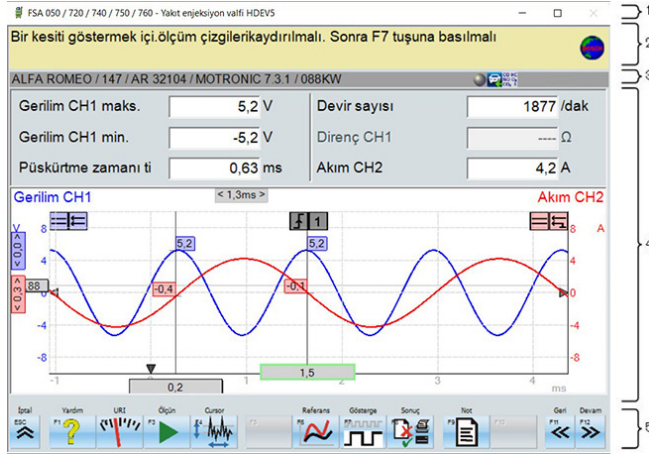 FSA 050 / 720 / 740 / 750 / 760 - Yakıt enjeksiyon valfi HDEV5
1
Bir kesiti göstermek içi.ölçüm çizgilerikaydırılmalı. Sonra F7 tuşuna basılmalı
2
ALFA ROMEO / 147 / AR 32104 / MOTRONIC 7.3.1 / 088KW
3
Gerilim CH1 maks. 5,2 V Devir sayısı 1877 /dak
Gerilim CH1 min. -5,2 V Direnç CH1 ---- Ω
Püskürtme zamanı ti 0,63 ms Akım CH2 4,2 A
4
Gerilim CH1 < 1,3ms > Akım CH2
V 8 1 8 A
< 0,0 > 5,2 5,2
4 4
< 0,3 > 88 0 -0,4 -0,1 0
-4 -4
-8 -8
1,5
-1 0 2 3 4 ms
0,2
İptal Yardım URI Ölçün Cursor Referans Gösterge Sonuç Not Geri Devam
ESC F1 F3 F5 F6 F7 F8 F9 F10 F11 F12
5